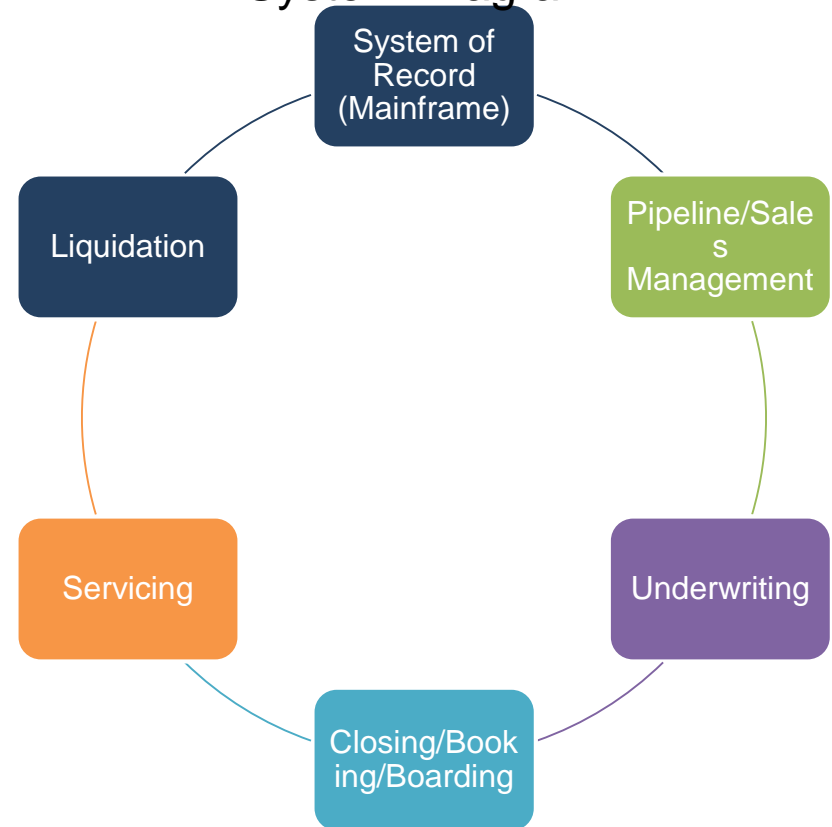 System of
Record
(Mainframe)
Pipeline/Sale
s
Management
Underwriting
Closing/Book
ing/Boarding
Servicing
Liquidation